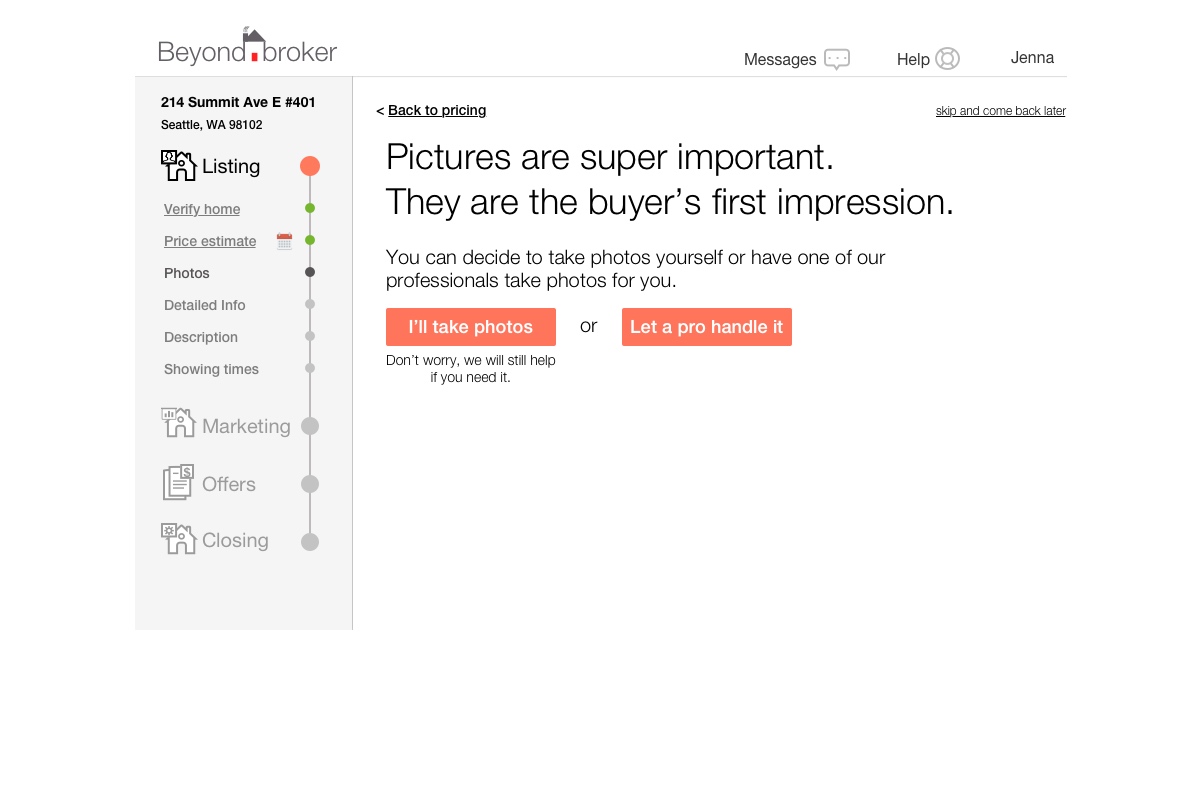 Beyond broker
Messages
Help
Jenna
214 Summit Ave E #401
Seattle, WA 98102
Listing
Verify home
Price estimate
Photos
Detailed Info
Description
Showing times
Marketing
Offers
Closing
< Back to pricing
skip and come back later
Pictures are super important.
They are the buyer’s first impression.
You can decide to take photos yourself or have one of our
professionals take photos for you.
I’ll take photos
or
Let a pro handle it
Don’t worry, we will still help
if you need it.